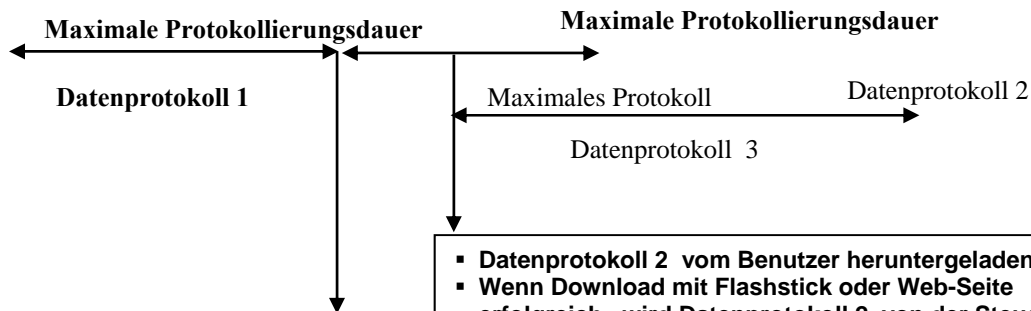 Maximale Protokollierungsdauer
Maximale Protokollierungsdauer
Datenprotokoll 1
Maximales Protokoll
Datenprotokoll 2
Datenprotokoll 3
▪ Datenprotokoll 2 vom Benutzer heruntergeladen
▪ Wenn Download mit Flashstick oder Web-Seite